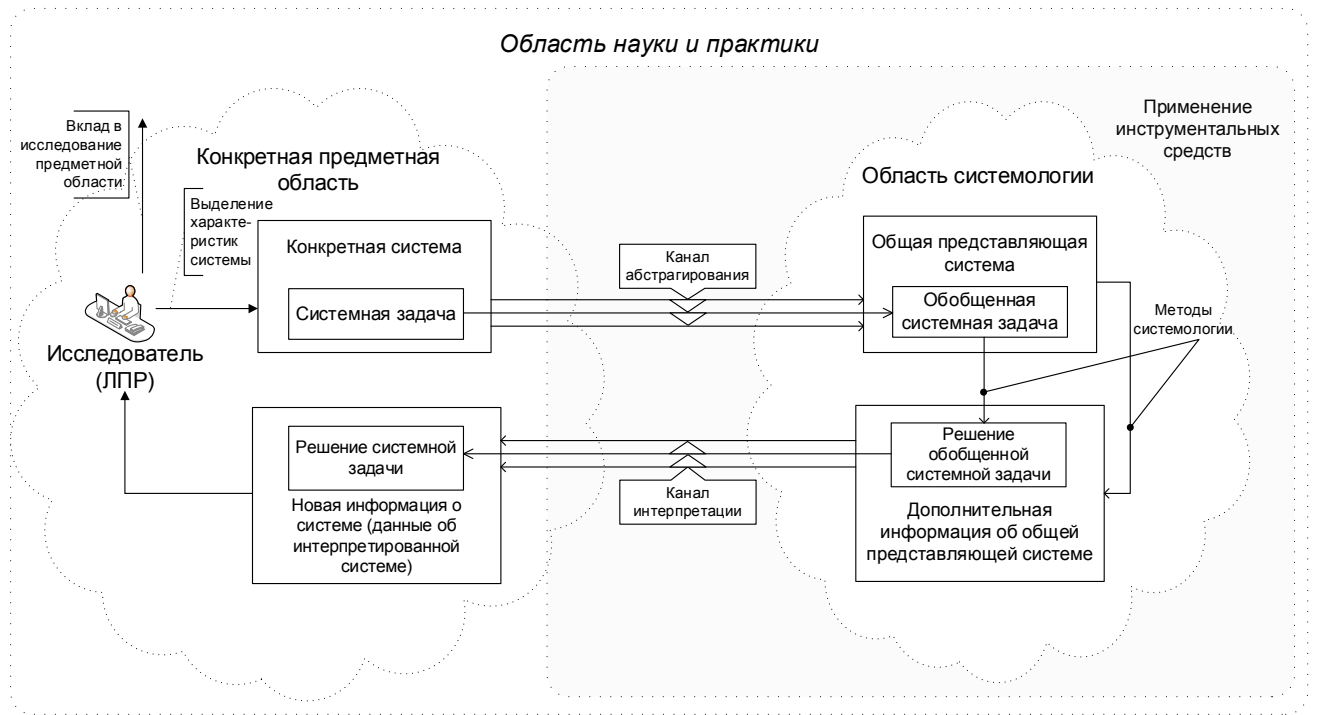 Область науки и практики
Применение
инструментальных
средств
Вклад в
исследование
предметной
области
Конкретная предметная
область
Область системологии
Выделение
характе-
ристик
системы
Конкретная система
Системная задача
Канал
абстрагирования
Общая представляющая
система
Обобщенная
системная задача
Методы
системологии
Исследователь
(ЛПР)
Решение системной
задачи
Новая информация о
системе (данные об
интерпретированной
системе)
Канал
интерпретации
Решение
обобщенной
системной задачи
Дополнительная
информация об общей
представляющей системе